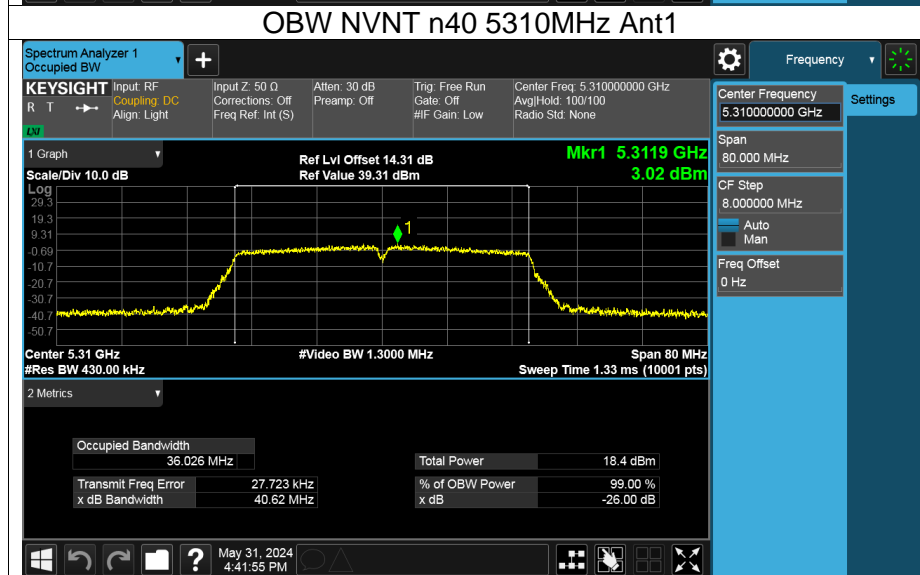 OBW NVNT n40 5310MHz Ant1
Spectrum Analyzer 1
Occupied BW
+
Frequency
KEYSIGHT
R T
LXI
Input: RF
Coupling: DC
Align: Light
Input Z: 50 Ω
Corrections: Off
Freq Ref: Int (S)
Atten: 30 dB
Preamp: Off
Trig: Free Run
Gate: Off
#IF Gain: Low
Center Freq: 5.310000000 GHz
Avg|Hold: 100/100
Radio Std: None
Center Frequency
5.310000000 GHz
Settings
Span
80.000 MHz
CF Step
8.000000 MHz
Auto
Man
Freq Offset
0 Hz
1 Graph
Ref Lvl Offset 14.31 dB
Mkr1 5.3119 GHz
Scale/Div 10.0 dB
Ref Value 39.31 dBm
3.02 dBm
Log
29.3
19.3
9.31
-0.69
-10.7
-20.7
-30.7
-40.7
-50.7
1
Center 5.31 GHz
#Video BW 1.3000 MHz
Span 80 MHz
#Res BW 430.00 kHz
Sweep Time 1.33 ms (10001 pts)
2 Metrics
Occupied Bandwidth
36.026 MHz
Total Power 18.4 dBm
Transmit Freq Error 27.723 kHz
% of OBW Power 99.00 %
x dB Bandwidth 40.62 MHz
x dB -26.00 dB
?
May 31, 2024
4:41:55 PM